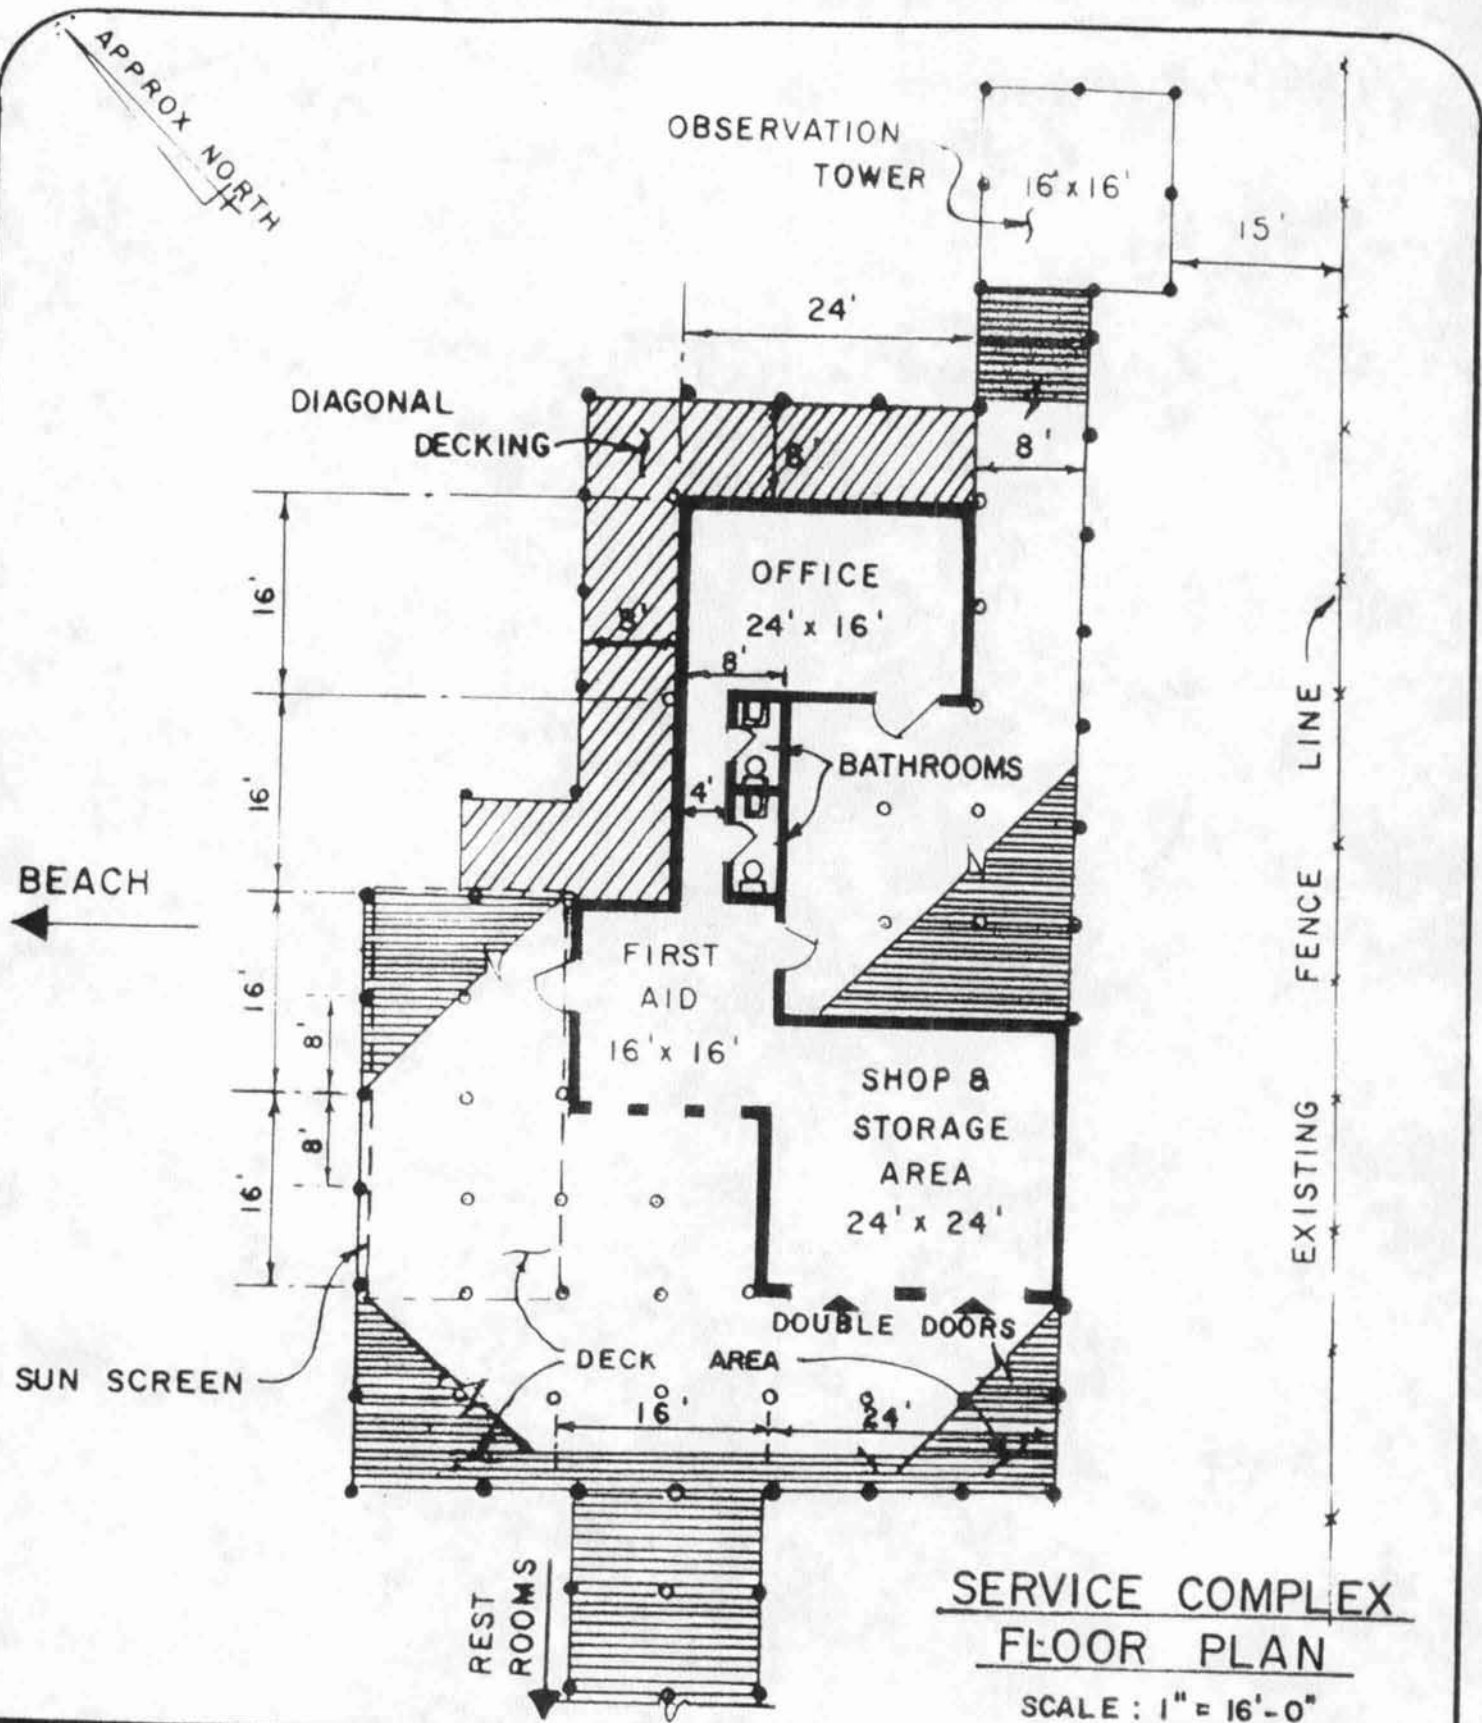 APPROX NORTH
OBSERVATION
TOWER
16' x 16'
15'
24'
DIAGONAL
DECKING
8'
8'
16'
OFFICE
24' x 16'
8'
8'
16'
BATHROOMS
4'
BEACH
FIRST
AID
16' x 16'
16'
8'
SHOP &
STORAGE
AREA
24' x 24'
8'
16'
EXISTING FENCE LINE
DOUBLE DOORS
SUN SCREEN
DECK AREA
16'
24'
REST
ROOMS
SERVICE COMPLEX
FLOOR PLAN
SCALE : 1" = 16'-0"